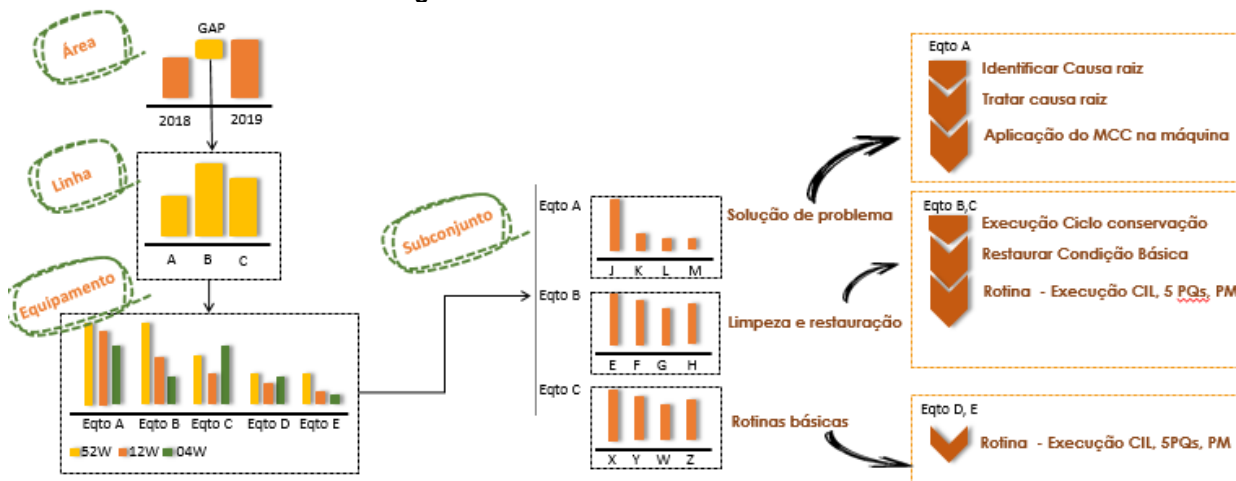 Área
GAP
2018 2019
Linha
A B C
Equipamento
Eqto A Eqto B Eqto C Eqto D Eqto E
52W 12W 04W
Subconjunto
Eqto A
J K L M
Eqto B
E F G H
Eqto C
X Y W Z
Solução de problema
Limpeza e restauração
Rotinas básicas
Eqto A
Identificar Causa raiz
Tratar causa raiz
Aplicação do MCC na máquina
Eqto B,C
Execução Ciclo conservação
Restaurar Condição Básica
Rotina - Execução CIL, 5 PQs, PM
Eqto D, E
Rotina - Execução CIL, 5PQs, PM